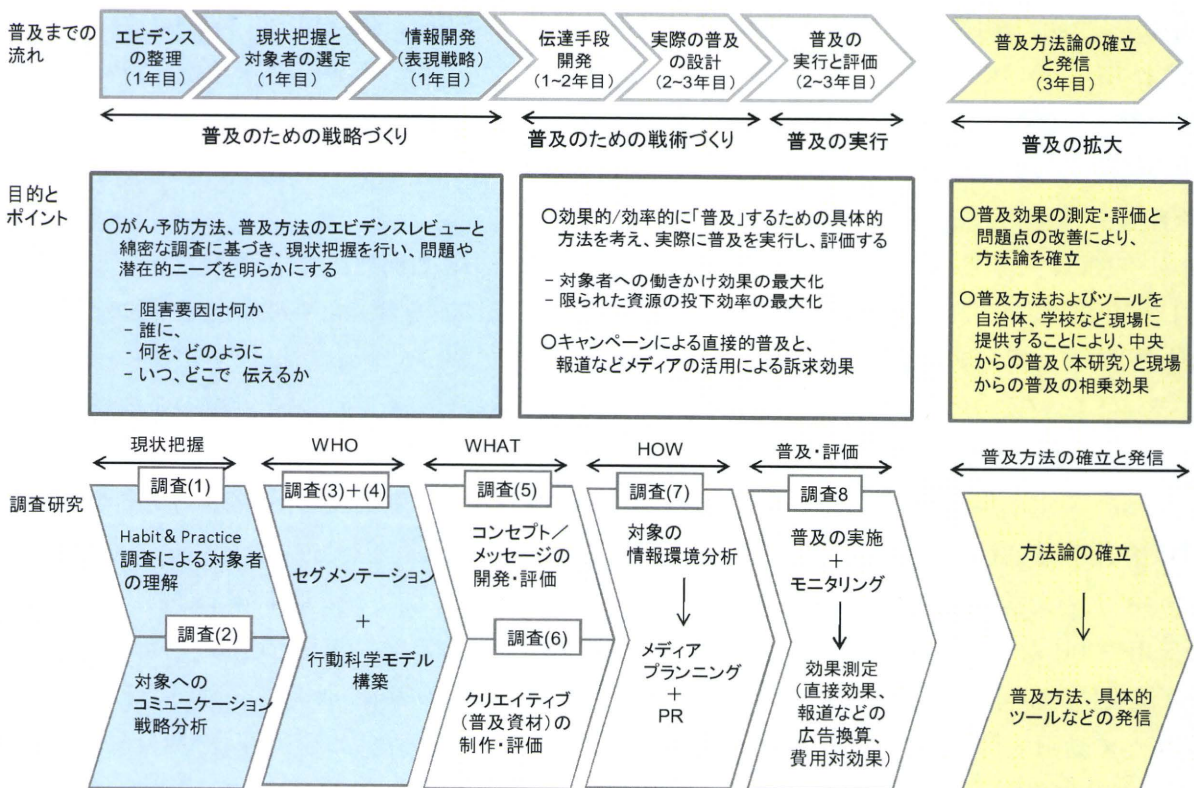 普及までの
流れ
エビデンス
の整理
(1年目)
現状把握と
対象者の選定
(1年目)
情報開発
(表現戦略)
(1年目)
伝達手段
開発
(1~2年目)
実際の普及
の設計
(2~3年目)
普及の
実行と評価
(2~3年目)
普及方法論の確立
と発信
(3年目)
普及のための戦略づくり
普及のための戦術づくり
普及の実行
普及の拡大
目的と
ポイント
○がん予防方法、普及方法のエビデンスレビューと
綿密な調査に基づき、現状把握を行い、問題や
潜在的ニーズを明らかにする
- 阻害要因は何か
- 誰に、
- 何を、どのように
- いつ、どこで 伝えるか
○効果的/効率的に「普及」するための具体的
方法を考え、実際に普及を実行し、評価する
- 対象者への働きかけ効果の最大化
- 限られた資源の投下効率の最大化
○キャンペーンによる直接的普及と、
報道などメディアの活用による訴求効果
○普及効果の測定・評価と
問題点の改善により、
方法論を確立
○普及方法およびツールを
自治体、学校など現場に
提供することにより、中央
からの普及(本研究)と現場
からの普及の相乗効果
調査研究
現状把握
調査(1)
Habit & Practice
調査による対象者
の理解
調査(2)
対象への
コミュニケーション
戦略分析
WHO
調査(3)+(4)
セグメンテーション
+
行動科学モデル
構築
WHAT
調査(5)
コンセプト/
メッセージの
開発・評価
調査(6)
クリエイティブ
(普及資材)の
制作・評価
HOW
調査(7)
対象の
情報環境分析
メディア
プランニング
+
PR
普及・評価
調査8
普及の実施
+
モニタリング
効果測定
(直接効果、
報道などの
広告換算、
費用対効果)
普及方法の確立と発信
方法論の確立
普及方法、具体的
ツールなどの発信